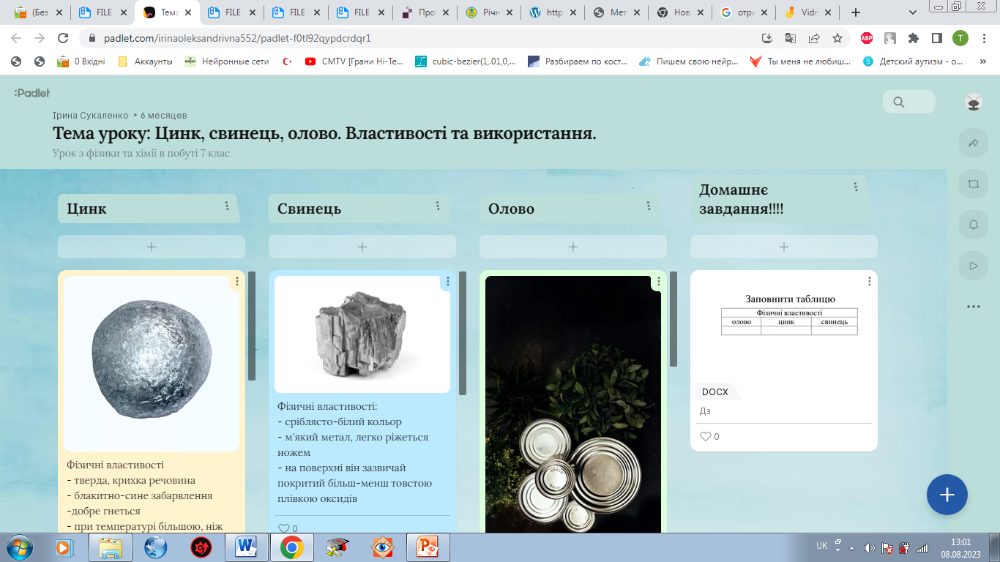 (Без
FILE
Тема
FILE
FILE
FILE
Про
Річн
http
Мет
Нов
отри
Vidn
padlet.com/irinaoleksandrivna552/padlet-f0tl92qypdcrdqr1
ABP
T
0 Вхідні
Аккаунты
Нейронные сети
CMTV [Грани Hi-Te...
cubic-bezier(1,.01,0,...
Разбираем по кост...
Пишем свою нейр...
Ты меня не любиш...
Детский аутизм - о...
»
:Padlet
Ірина Сукаленко • 6 месяцев
Тема уроку: Цинк, свинець, олово. Властивості та використання.
Урок з фізики та хімії в побуті 7 клас
Цинк
Свинець
Олово
Домашнє
завдання!!!!
Фізичні властивості
- тверда, крихка речовина
- блакитно-сине забарвлення
-добре гнеться
- при температурі більшою, ніж
Фізичні властивості:
- сріблясто-білий кольор
- м'який метал, легко ріжеться
ножем
- на поверхні він зазвичай
покритий більш-менш товстою
плівкою оксидів
0
Заповнити таблицю
Фізичні властивості
олово цинк свинець
DOCX
Дз
0
UK
13:01
08.08.2023